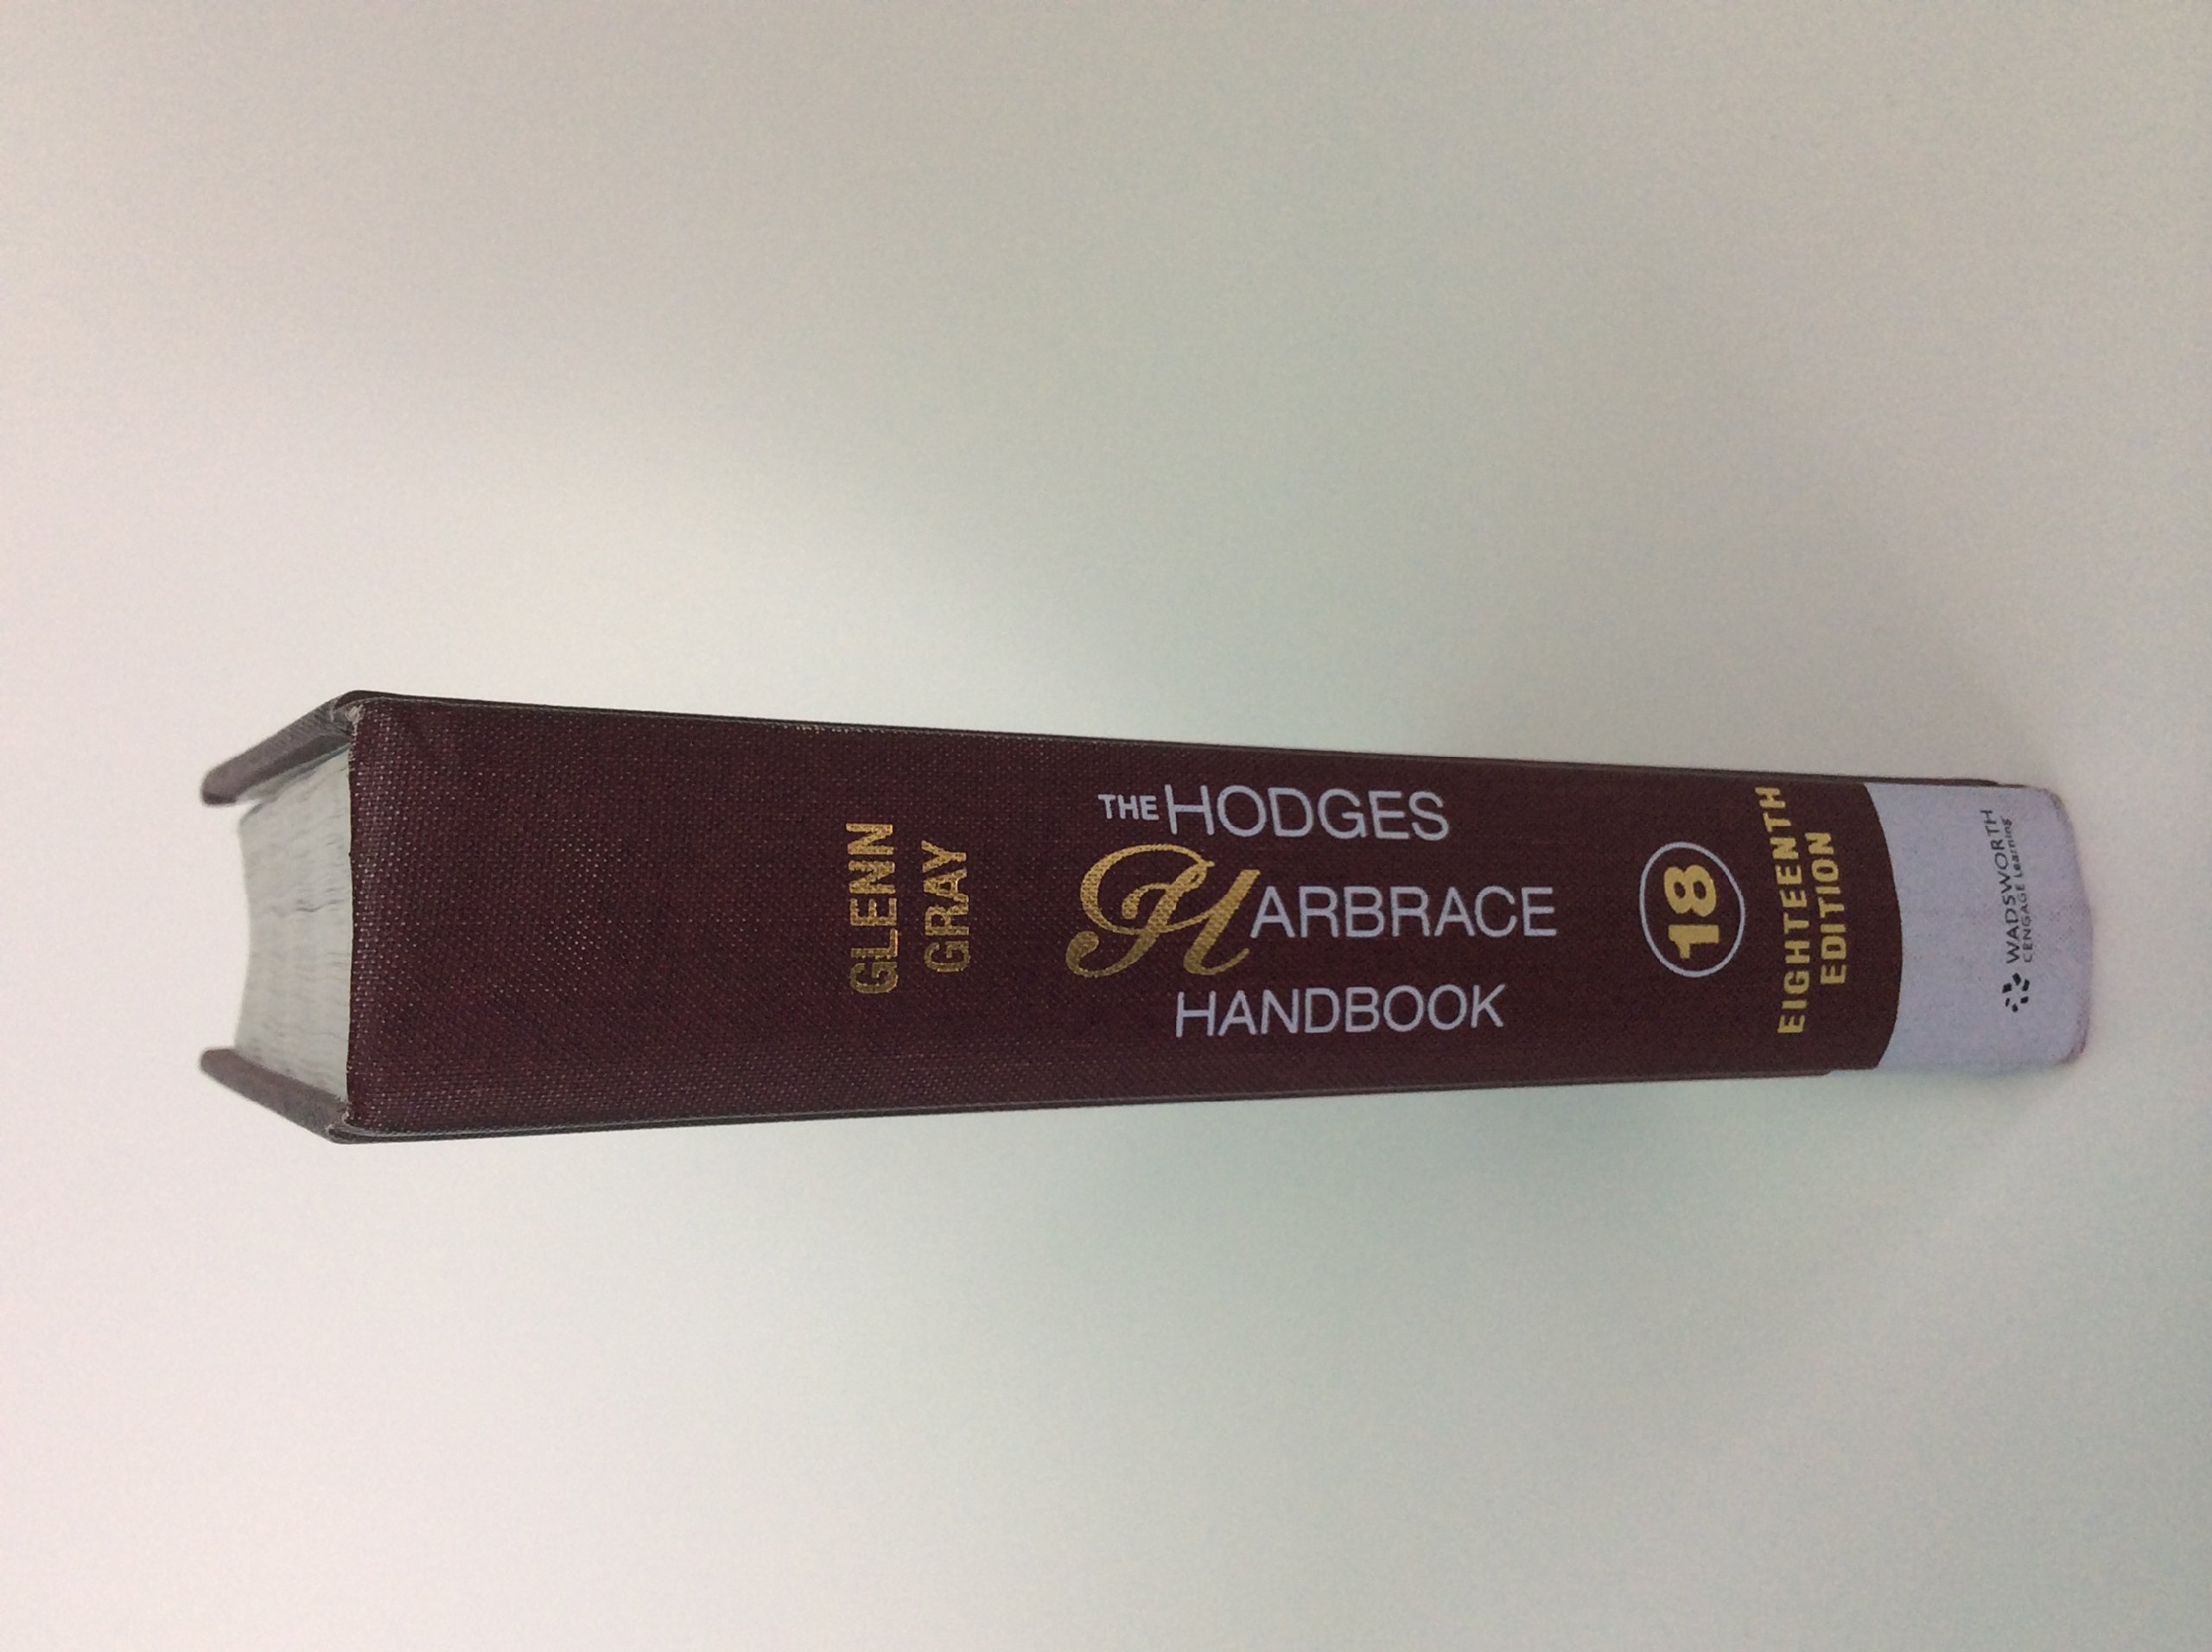 GLENN
GRAY
THE HODGES
HARBRACE
HANDBOOK
18
EIGHTEENTH
EDITION
WADSWORTH
CENGAGE Learning